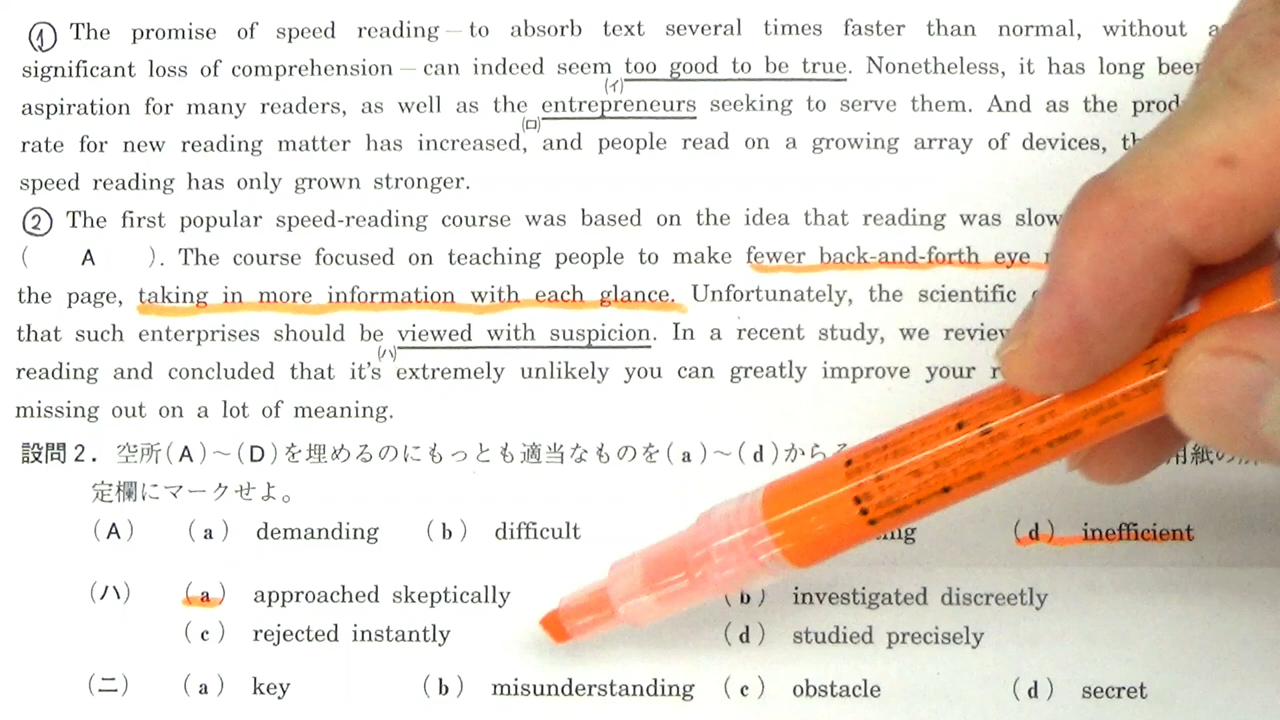 ① The promise of speed reading — to absorb text several times faster than normal, without
significant loss of comprehension — can indeed seem too good to be true. Nonetheless, it has long been
(イ)
aspiration for many readers, as well as the entrepreneurs seeking to serve them. And as the
(ロ)
rate for new reading matter has increased, and people read on a growing array of devices,
speed reading has only grown stronger.
② The first popular speed-reading course was based on the idea that reading was slow
( A ). The course focused on teaching people to make fewer back-and-forth eye
the page, taking in more information with each glance. Unfortunately, the scientific
that such enterprises should be viewed with suspicion. In a recent study, we
(ハ)
reading and concluded that it's extremely unlikely you can greatly improve your
missing out on a lot of meaning.
設問2. 空所(A)~(D)を埋めるのにもっとも適当なものを(a)~(d)から
定欄にマークせよ。
(A) (a) demanding (b) difficult (d) inefficient
(ハ) (a) approached skeptically (b) investigated discreetly
(c) rejected instantly (d) studied precisely
(ニ) (a) key (b) misunderstanding (c) obstacle (d) secret